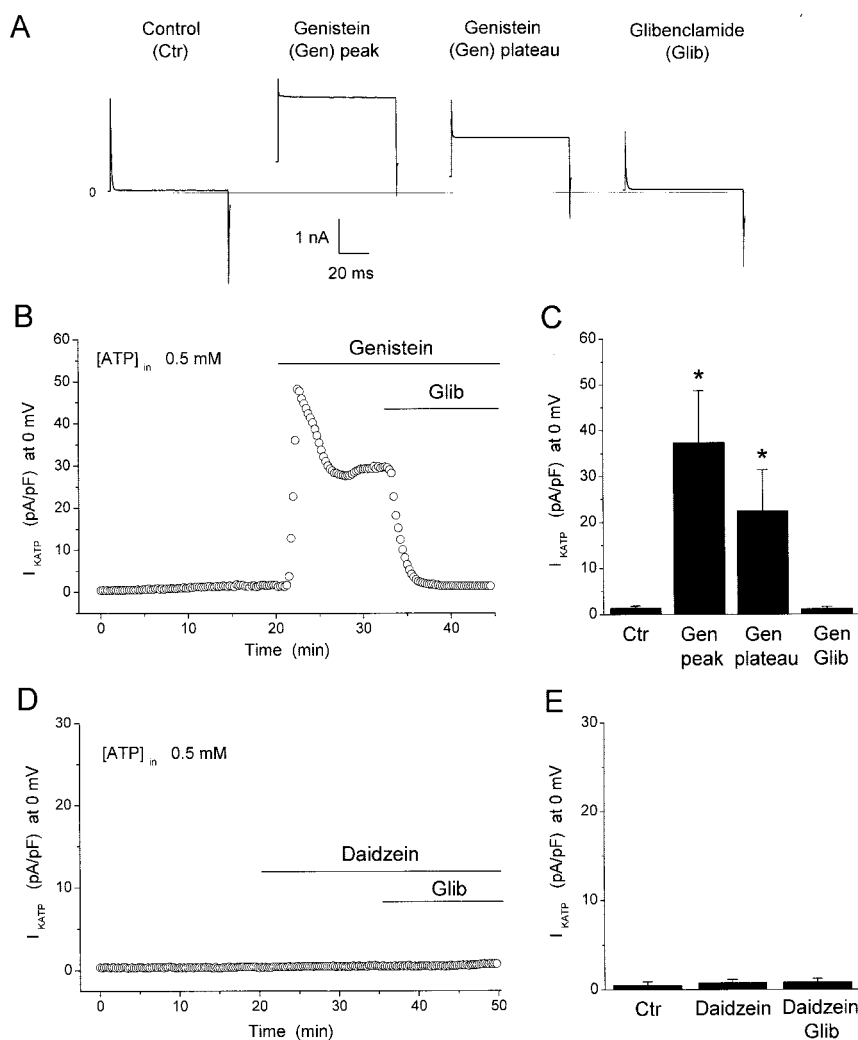 A
Control
(Ctr)
Genistein
(Gen) peak
Genistein
(Gen) plateau
Glibenclamide
(Glib)
0
1 nA
20 ms
B
[ATP] in 0.5 mM
Genistein
Glib
60
50
40
30
20
10
0
I KATP (pA/pF) at 0 mV
0 10 20 30 40
Time (min)
C
60
50
40
30
20
10
0
I KATP (pA/pF) at 0 mV
* *
Ctr
Gen
peak
Gen
plateau
Gen
Glib
D
[ATP] in 0.5 mM
Daidzein
Glib
30
20
10
0
I KATP (pA/pF) at 0 mV
0 10 20 30 40 50
Time (min)
E
30
20
10
0
I KATP (pA/pF) at 0 mV
Ctr
Daidzein
Daidzein
Glib